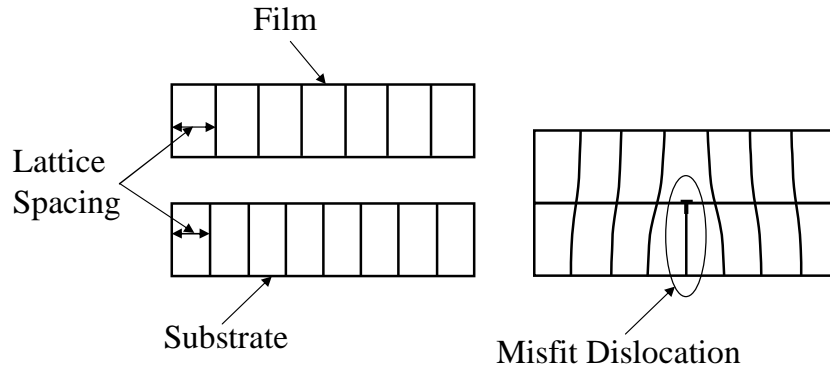 Film
Lattice
Spacing
Substrate
Misfit Dislocation